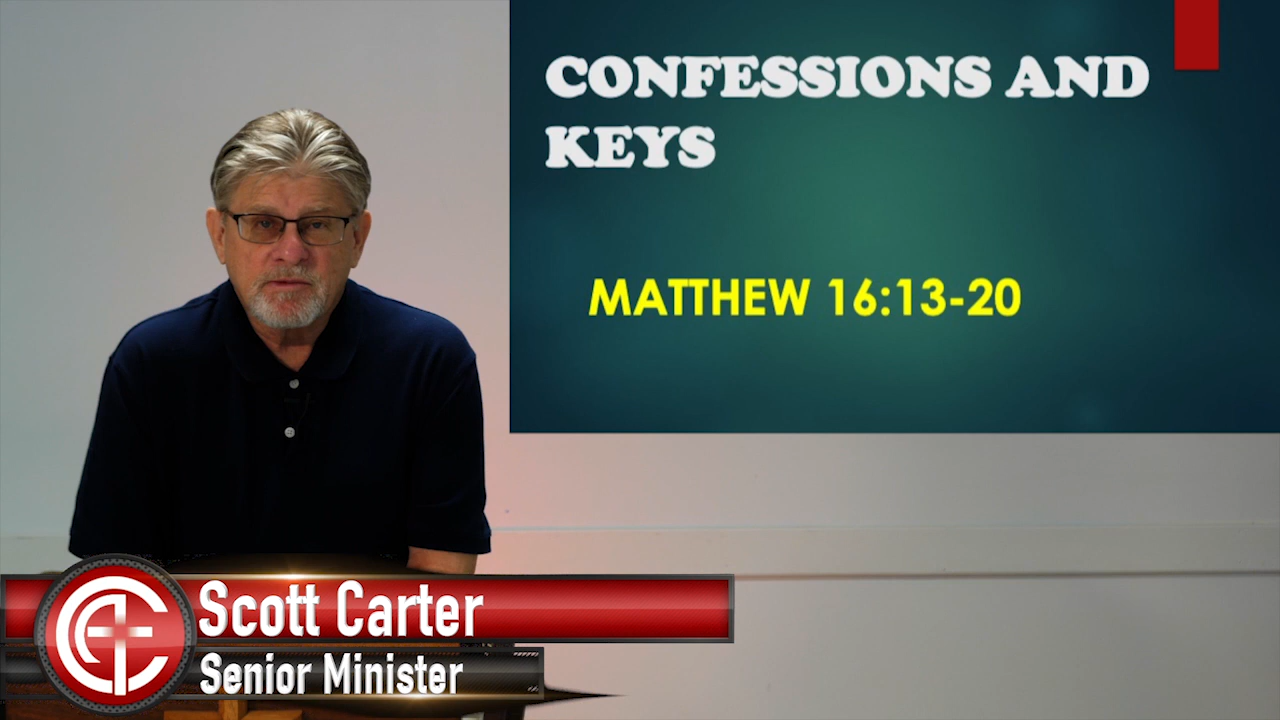 CONFESSIONS AND
KEYS
MATTHEW 16:13-20
Scott Carter
Senior Minister